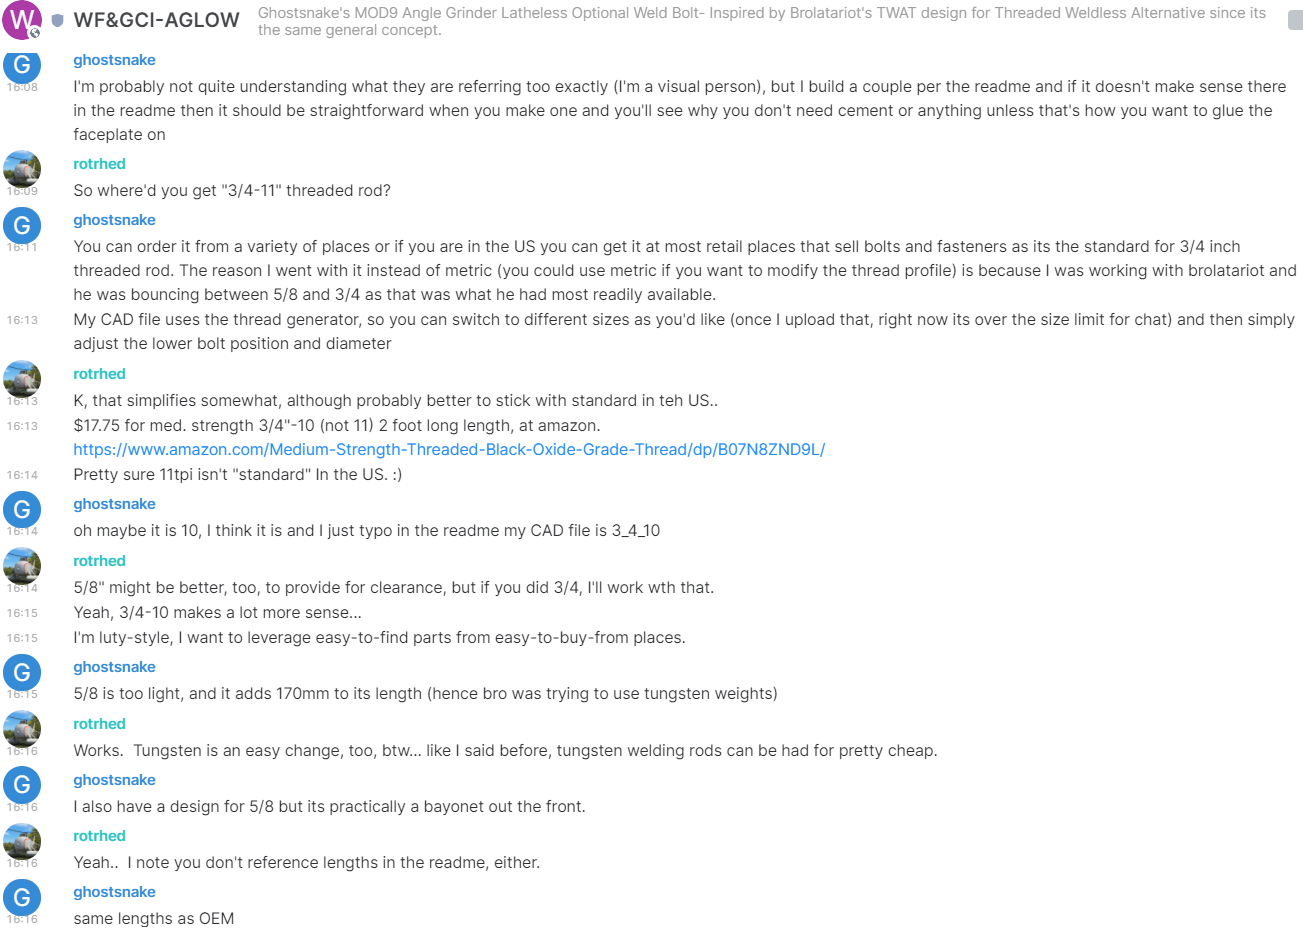 W
WF&GCI-AGLOW
Ghostsnake's MOD9 Angle Grinder Latheless Optional Weld Bolt- Inspired by Brolatariot's TWAT design for Threaded Weldless Alternative since its
the same general concept.
G
ghostsnake
16:08
I'm probably not quite understanding what they are referring too exactly (I'm a visual person), but I build a couple per the readme and if it doesn't make sense there
in the readme then it should be straightforward when you make one and you'll see why you don't need cement or anything unless that's how you want to glue the
faceplate on
rotrhed
16:09
So where'd you get "3/4-11" threaded rod?
G
ghostsnake
16:11
You can order it from a variety of places or if you are in the US you can get it at most retail places that sell bolts and fasteners as its the standard for 3/4 inch
threaded rod. The reason I went with it instead of metric (you could use metric if you want to modify the thread profile) is because I was working with brolatariot and
he was bouncing between 5/8 and 3/4 as that was what he had most readily available.
16:13
My CAD file uses the thread generator, so you can switch to different sizes as you'd like (once I upload that, right now its over the size limit for chat) and then simply
adjust the lower bolt position and diameter
rotrhed
16:13
K, that simplifies somewhat, although probably better to stick with standard in teh US..
16:13
$17.75 for med. strength 3/4"-10 (not 11) 2 foot long length, at amazon.
https://www.amazon.com/Medium-Strength-Threaded-Black-Oxide-Grade-Thread/dp/B07N8ZND9L/
16:14
Pretty sure 11tpi isn't "standard" In the US. :)
G
ghostsnake
16:14
oh maybe it is 10, I think it is and I just typo in the readme my CAD file is 3_4_10
rotrhed
16:14
5/8" might be better, too, to provide for clearance, but if you did 3/4, I'll work wth that.
16:15
Yeah, 3/4-10 makes a lot more sense...
16:15
I'm luty-style, I want to leverage easy-to-find parts from easy-to-buy-from places.
G
ghostsnake
16:15
5/8 is too light, and it adds 170mm to its length (hence bro was trying to use tungsten weights)
rotrhed
16:16
Works.  Tungsten is an easy change, too, btw... like I said before, tungsten welding rods can be had for pretty cheap.
G
ghostsnake
16:16
I also have a design for 5/8 but its practically a bayonet out the front.
rotrhed
16:16
Yeah..  I note you don't reference lengths in the readme, either.
G
ghostsnake
16:16
same lengths as OEM